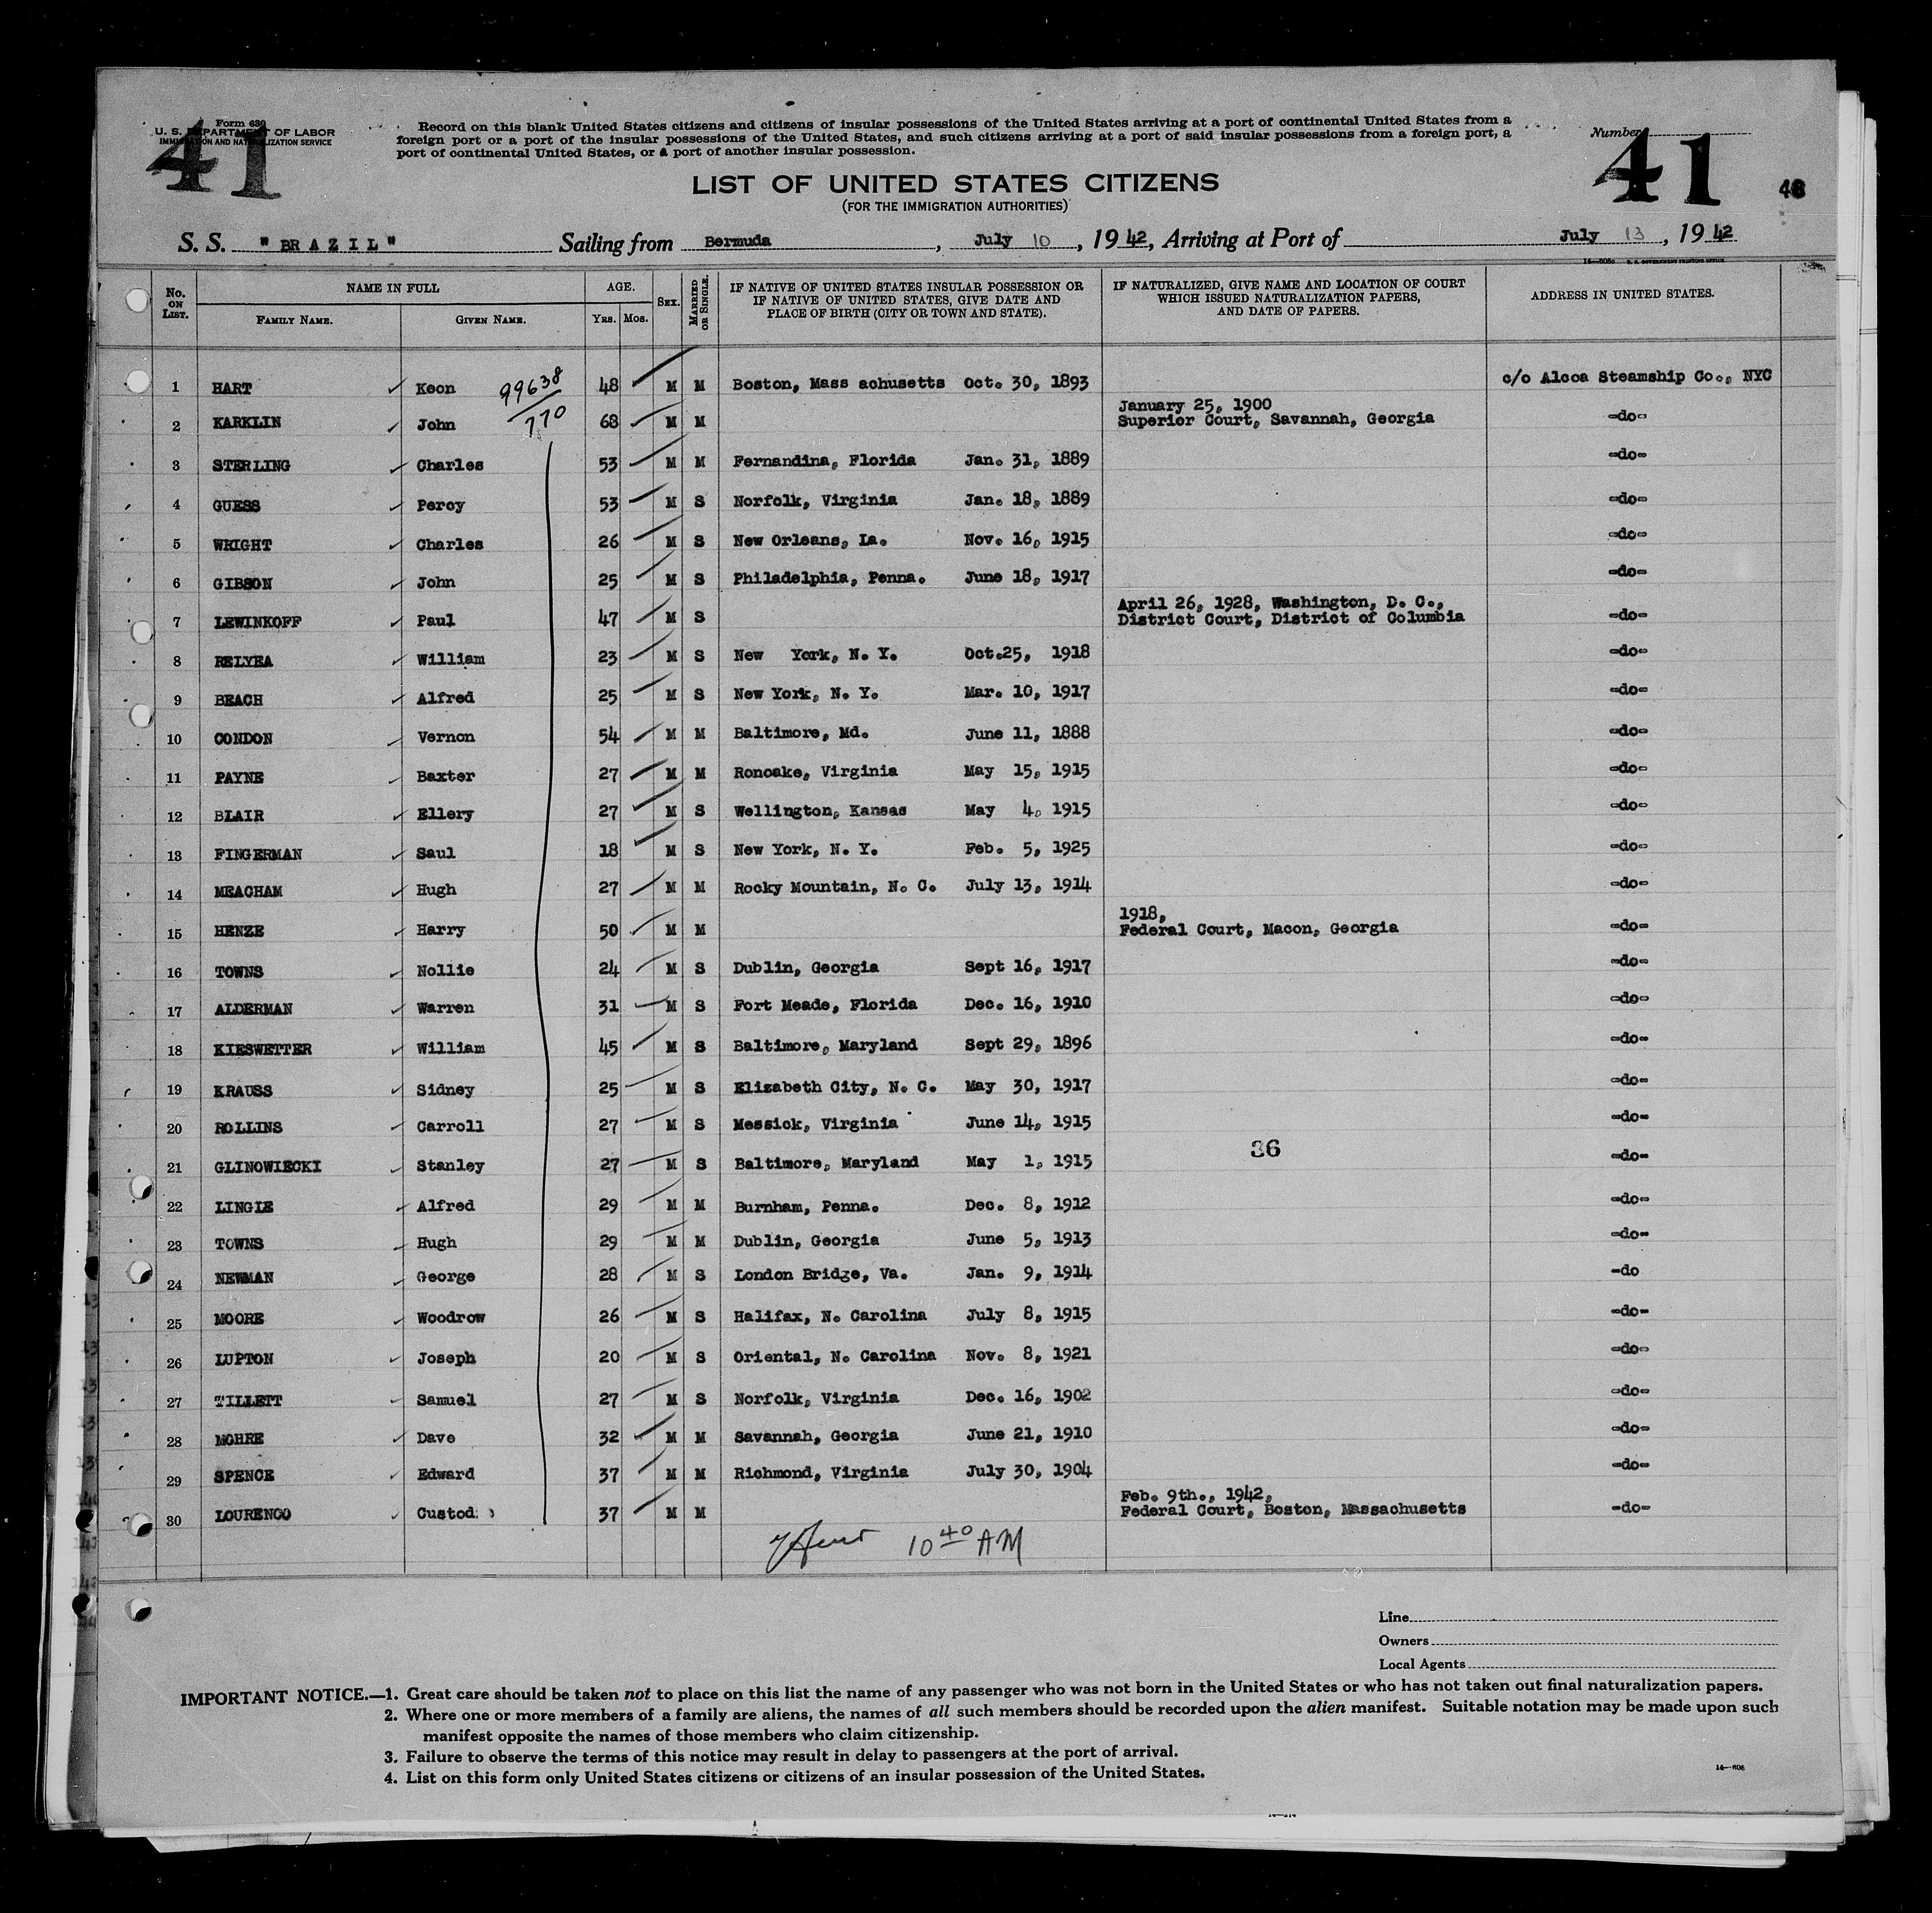 41
Form 630
U. S. DEPARTMENT OF LABOR
IMMIGRATION AND NATURALIZATION SERVICE
Record on this blank United States citizens and citizens of insular possessions of the United States arriving at a port of continental United States from a
foreign port or a port of the insular possessions of the United States, and such citizens arriving at a port of said insular possessions from a foreign port, a
port of continental United States, or a port of another insular possession.
Number
41
48
LIST OF UNITED STATES CITIZENS
(FOR THE IMMIGRATION AUTHORITIES)
S. S. "BRAZIL" Sailing from Bermuda, July 10, 1942, Arriving at Port of July 13, 1942
No. ON LIST. NAME IN FULL FAMILY NAME. GIVEN NAME. AGE. YRS. MOS. SEX. MARRIED OR SINGLE. IF NATIVE OF UNITED STATES INSULAR POSSESSION OR IF NATIVE OF UNITED STATES, GIVE DATE AND PLACE OF BIRTH (CITY OR TOWN AND STATE). IF NATURALIZED, GIVE NAME AND LOCATION OF COURT WHICH ISSUED NATURALIZATION PAPERS, AND DATE OF PAPERS. ADDRESS IN UNITED STATES.
1 HART Keon 99638 48 M M Boston, Mass achusetts Oct. 30, 1893 c/o Alcoa Steamship Co., NYC
770
January 25, 1900
2 KARKLIN John 68 M M Superior Court, Savannah, Georgia -do-
3 STERLING Charles 53 M M Fernandina, Florida Jan. 31, 1889 -do-
4 GUESS Percy 53 M S Norfolk, Virginia Jan. 18, 1889 -do-
5 WRIGHT Charles 26 M S New Orleans, La. Nov. 16, 1915 -do-
6 GIBSON John 25 M S Philadelphia, Penna. June 18, 1917 -do-
April 26, 1928, Washington, D. C.,
7 LEWINKOFF Paul 47 M S District Court, District of Columbia -do-
8 RELYEA William 23 M S New York, N. Y. Oct.25, 1918 -do-
9 BEACH Alfred 25 M S New York, N. Y. Mar. 10, 1917 -do-
10 CONDON Vernon 54 M M Baltimore, Md. June 11, 1888 -do-
11 PAYNE Baxter 27 M M Ronoake, Virginia May 15, 1915 -do-
12 BLAIR Ellery 27 M S Wellington, Kansas May 4, 1915 -do-
13 FINGERMAN Saul 18 M S New York, N. Y. Feb. 5, 1925 -do-
14 MEACHAM Hugh 27 M M Rocky Mountain, N. C. July 13, 1914 -do-
1918,
15 HENZE Harry 50 M M Federal Court, Macon, Georgia -do-
16 TOWNS Nollie 24 M S Dublin, Georgia Sept 16, 1917 -do-
17 ALDERMAN Warren 31 M S Fort Meade, Florida Dec. 16, 1910 -do-
18 KIESWETTER William 45 M S Baltimore, Maryland Sept 29, 1896 -do-
19 KRAUSS Sidney 25 M S Elizabeth City, N. C. May 30, 1917 -do-
20 ROLLINS Carroll 27 M S Messick, Virginia June 14, 1915 -do-
36
21 GLINOWIECKI Stanley 27 M S Baltimore, Maryland May 1, 1915 -do-
22 LINGIE Alfred 29 M M Burnham, Penna. Dec. 8, 1912 -do-
23 TOWNS Hugh 29 M M Dublin, Georgia June 5, 1913 -do-
24 NEWMAN George 28 M S London Bridge, Va. Jan. 9, 1914 -do
25 MOORE Woodrow 26 M S Halifax, N. Carolina July 8, 1915 -do-
26 LUPTON Joseph 20 M S Oriental, N. Carolina Nov. 8, 1921 -do-
27 TILLETT Samuel 27 M S Norfolk, Virginia Dec. 16, 1902 -do-
28 MCHRE Dave 32 M M Savannah, Georgia June 21, 1910 -do-
29 SPENCE Edward 37 M M Richmond, Virginia July 30, 1904 -do-
Feb. 9th., 1942,
30 LOURENCO 37 M M Federal Court, Boston, Massachusetts -do-
10 40 AM
Line
Owners
Local Agents
IMPORTANT NOTICE.—1. Great care should be taken not to place on this list the name of any passenger who was not born in the United States or who has not taken out final naturalization papers.
2. Where one or more members of a family are aliens, the names of all such members should be recorded upon the alien manifest. Suitable notation may be made upon such
manifest opposite the names of those members who claim citizenship.
3. Failure to observe the terms of this notice may result in delay to passengers at the port of arrival.
4. List on this form only United States citizens or citizens of an insular possession of the United States.